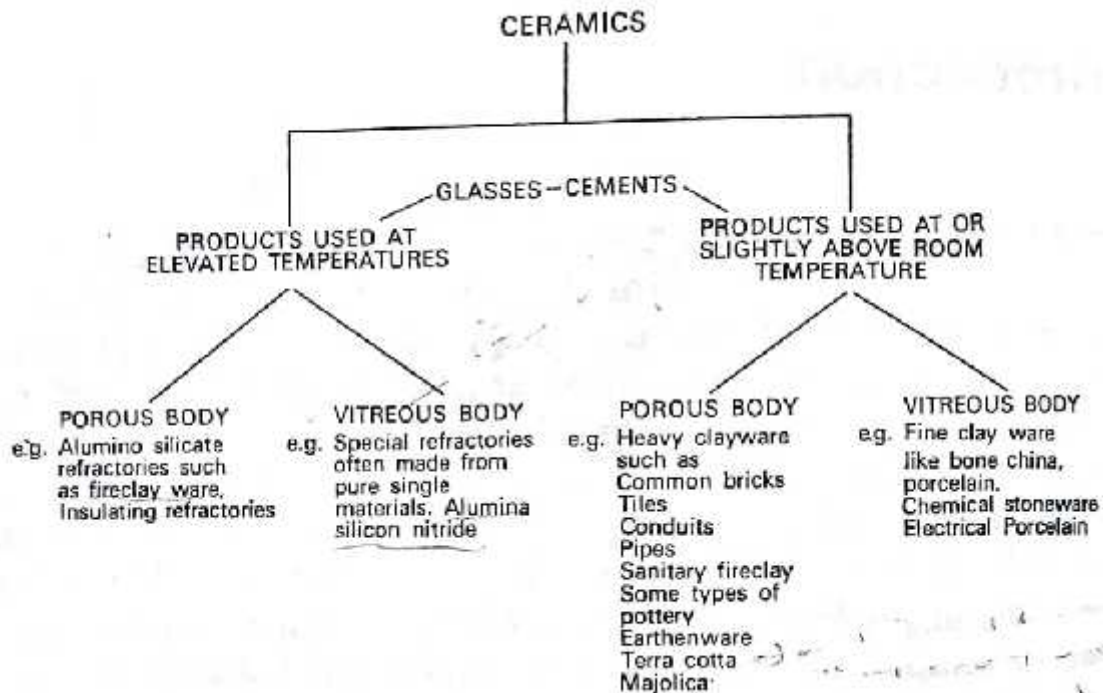 CERAMICS
GLASSES-CEMENTS
PRODUCTS USED AT
ELEVATED TEMPERATURES
PRODUCTS USED AT OR
SLIGHTLY ABOVE ROOM
TEMPERATURE
POROUS BODY
e.g. Alumino silicate
refractories such
as fireclay ware,
Insulating refractories
VITREOUS BODY
e.g. Special refractories
often made from
pure single
materials. Alumina
silicon nitride
POROUS BODY
e.g. Heavy clayware
such as
Common bricks
Tiles
Conduits
Pipes
Sanitary fireclay
Some types of
pottery
Earthenware
Terra cotta
Majolica
VITREOUS BODY
e.g. Fine clay ware
like bone china,
porcelain.
Chemical stoneware
Electrical Porcelain